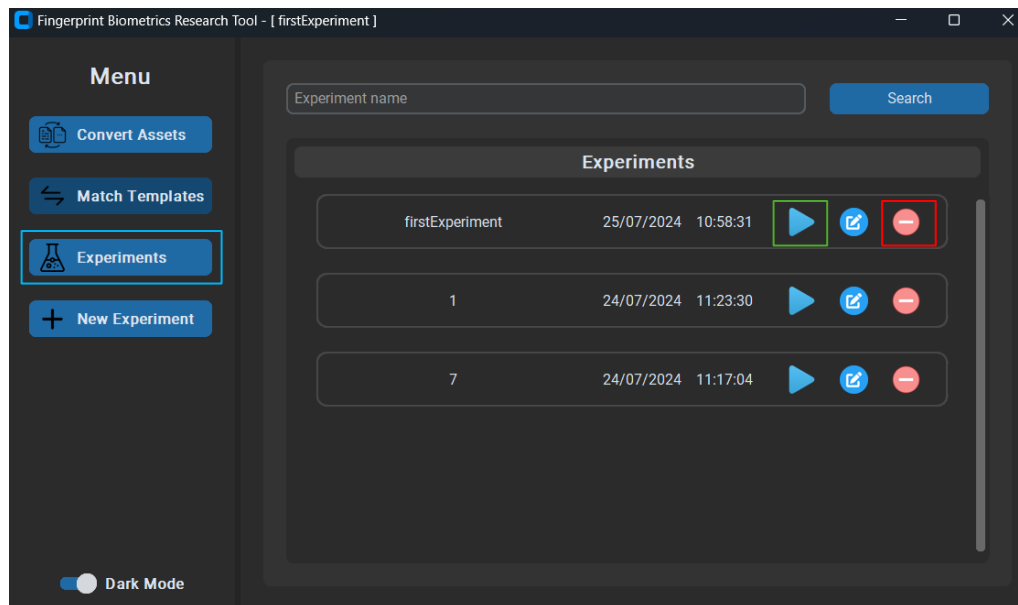 Fingerprint Biometrics Research Tool - [ firstExperiment ]
Menu
Convert Assets
Match Templates
Experiments
New Experiment
Dark Mode
Experiment name
Search
Experiments
firstExperiment 25/07/2024 10:58:31
1 24/07/2024 11:23:30
7 24/07/2024 11:17:04